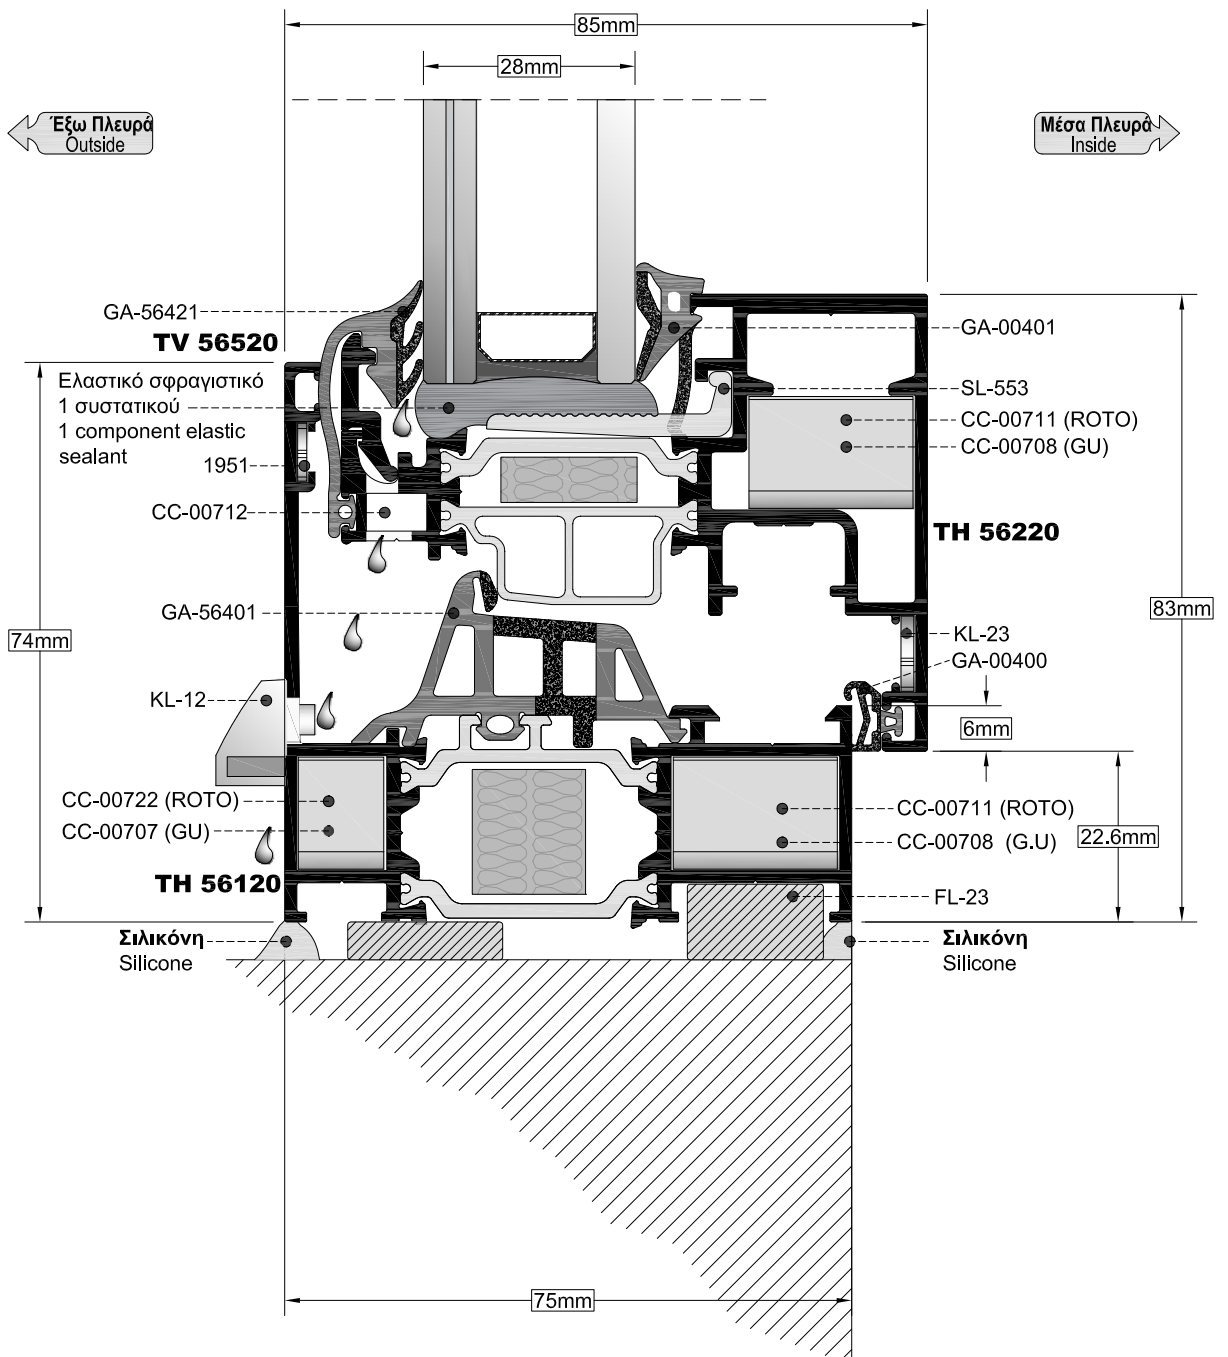 85mm
28mm
Έξω Πλευρά
Outside
Μέσα Πλευρά
Inside
GA-56421
TV 56520
Ελαστικό σφραγιστικό
1 συστατικού
1 component elastic
sealant
1951
CC-00712
GA-56401
74mm
KL-12
CC-00722 (ROTO)
CC-00707 (GU)
TH 56120
Σιλικόνη
Silicone
GA-00401
SL-553
CC-00711 (ROTO)
CC-00708 (GU)
TH 56220
83mm
KL-23
GA-00400
6mm
CC-00711 (ROTO)
CC-00708 (G.U)
22.6mm
FL-23
Σιλικόνη
Silicone
75mm